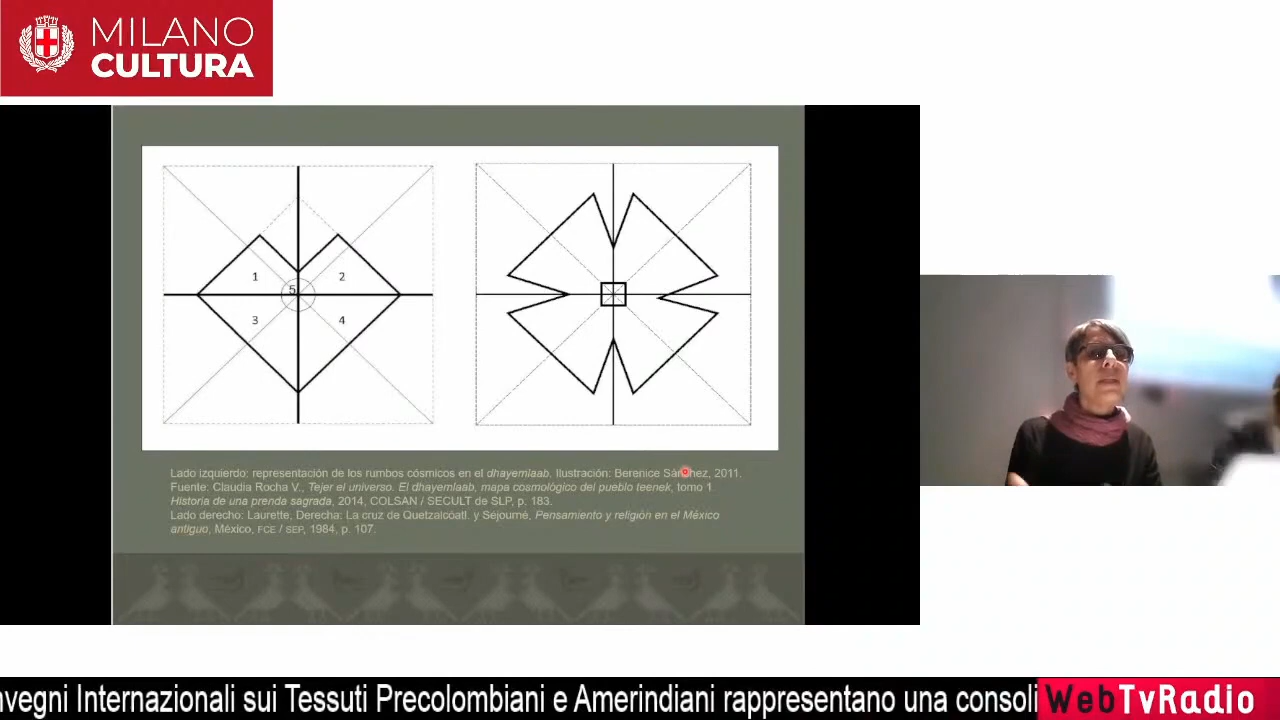 MILANO
CULTURA
1
2
5
3
4
Lado izquierdo: representación de los rumbos cósmicos en el dhayemlaab. Ilustración: Berenice Sánchez, 2011.
Fuente: Claudia Rocha V., Tejer el universo. El dhayemlaab, mapa cosmológico del pueblo teenek, tomo 1
Historia de una prenda sagrada, 2014, COLSAN / SECULT de SLP, p. 183.
Lado derecho: Laurette, Derecha: La cruz de Quetzalcóatl. y Séjourné, Pensamiento y religión en el México
antiguo, México, FCE / SEP, 1984, p. 107.
nvegni Internazionali sui Tessuti Precolombiani e Amerindiani rappresentano una consoli
WebTvRadio